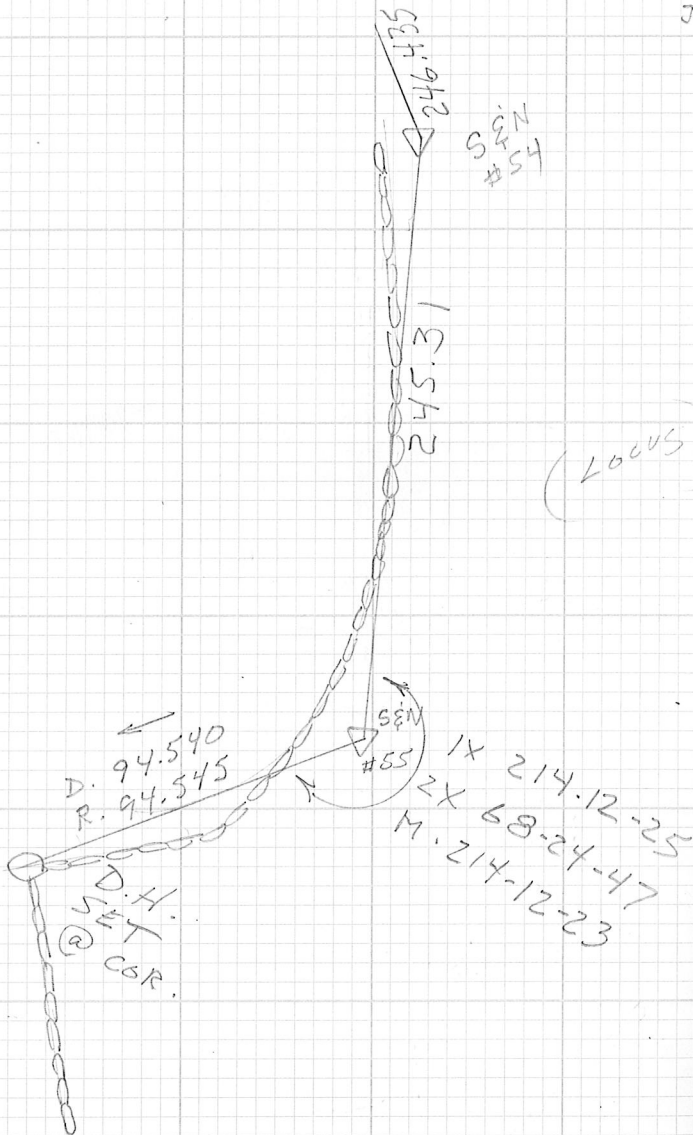 246.435
S&N
#54
245.31
(LOCUS
D. 94.540
R. 94.545
S&N
#55
1X 214.12-25
2X 68-24-47
M. 214-12-23
D.H.
SET
@ COR.